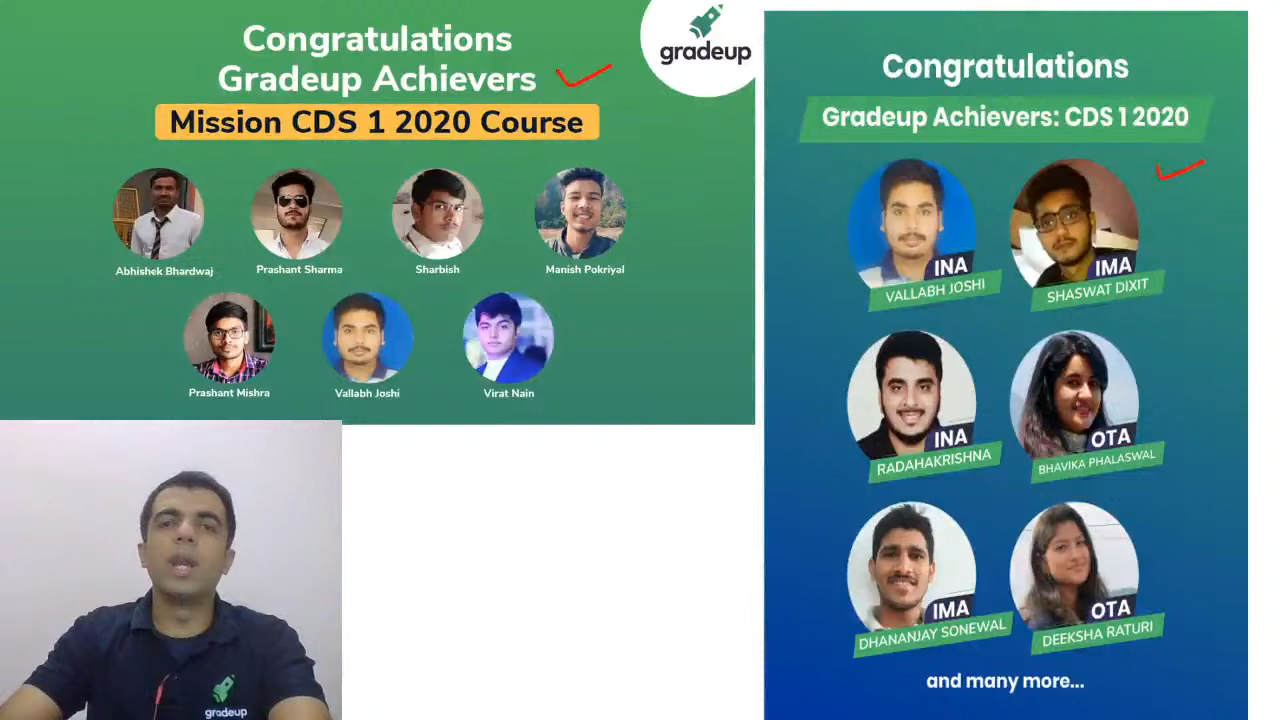 Congratulations
Gradeup Achievers
Mission CDS 1 2020 Course
gradeup
Abhishek Bhardwaj
Prashant Sharma
Sharbish
Manish Pokriyal
Prashant Mishra
Vallabh Joshi
Virat Nain
gradeup
Congratulations
Gradeup Achievers: CDS 1 2020
INA
VALLABH JOSHI
IMA
SHASWAT DIXIT
INA
RADAHAKRISHNA
OTA
BHAVIKA PHALASWAL
IMA
DHANANJAY SONEWAL
OTA
DEEKSHA RATURI
and many more...